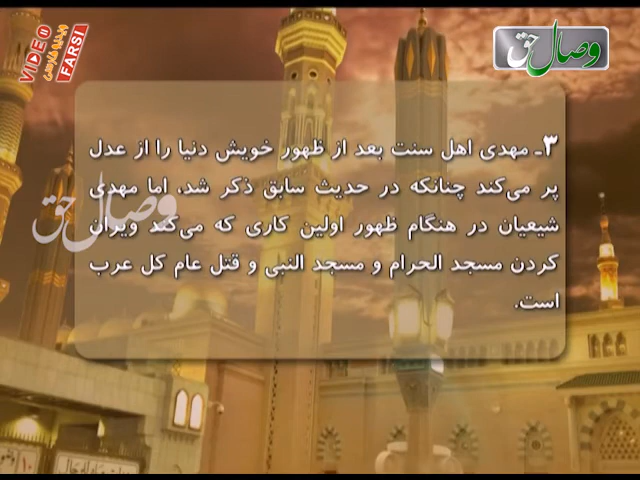 VIDEO
ویدیو فارسی
FARSI
وصال حق
۳ـ مهدی اهل سنت بعد از ظهور خویش دنیا را از عدل
پر می‌کند چنانکه در حدیث سابق ذکر شد، اما مهدی
شیعیان در هنگام ظهور اولین کاری که می‌کند ویران
کردن مسجد الحرام و مسجد النبی و قتل عام کل عرب
است.
وصال حق